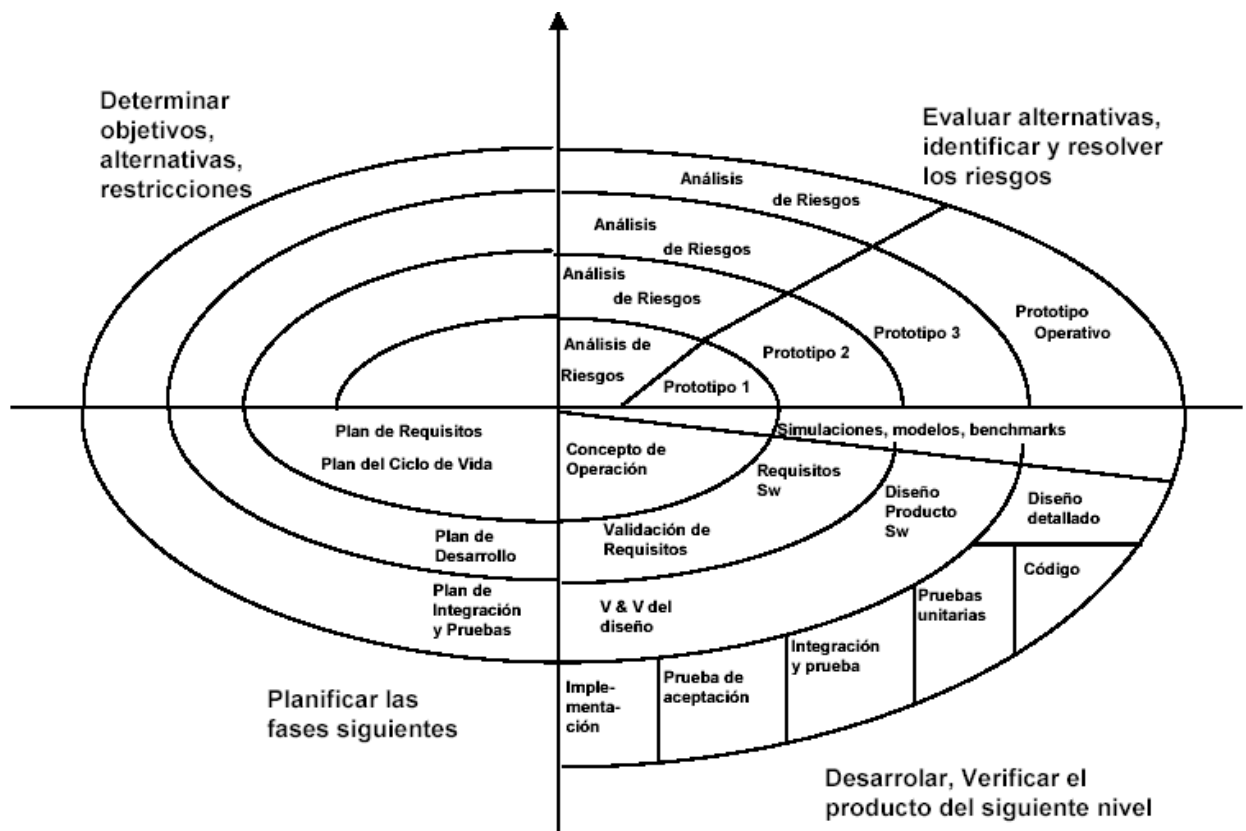 Determinar
objetivos,
alternativas,
restricciones
Evaluar alternativas,
identificar y resolver
los riesgos
Análisis
de Riesgos
Análisis
de Riesgos
Análisis
de Riesgos
Análisis de
Riesgos
Prototipo 1
Prototipo 2
Prototipo 3
Prototipo
Operativo
Simulaciones, modelos, benchmarks
Plan de Requisitos
Plan del Ciclo de Vida
Concepto de
Operación
Requisitos
Sw
Diseño
Producto
Sw
Diseño
detallado
Plan de
Desarrollo
Validación de
Requisitos
Código
Plan de
Integración
y Pruebas
V & V del
diseño
Pruebas
unitarias
Integración
y prueba
Prueba de
aceptación
Imple-
menta-
ción
Planificar las
fases siguientes
Desarrolar, Verificar el
producto del siguiente nivel